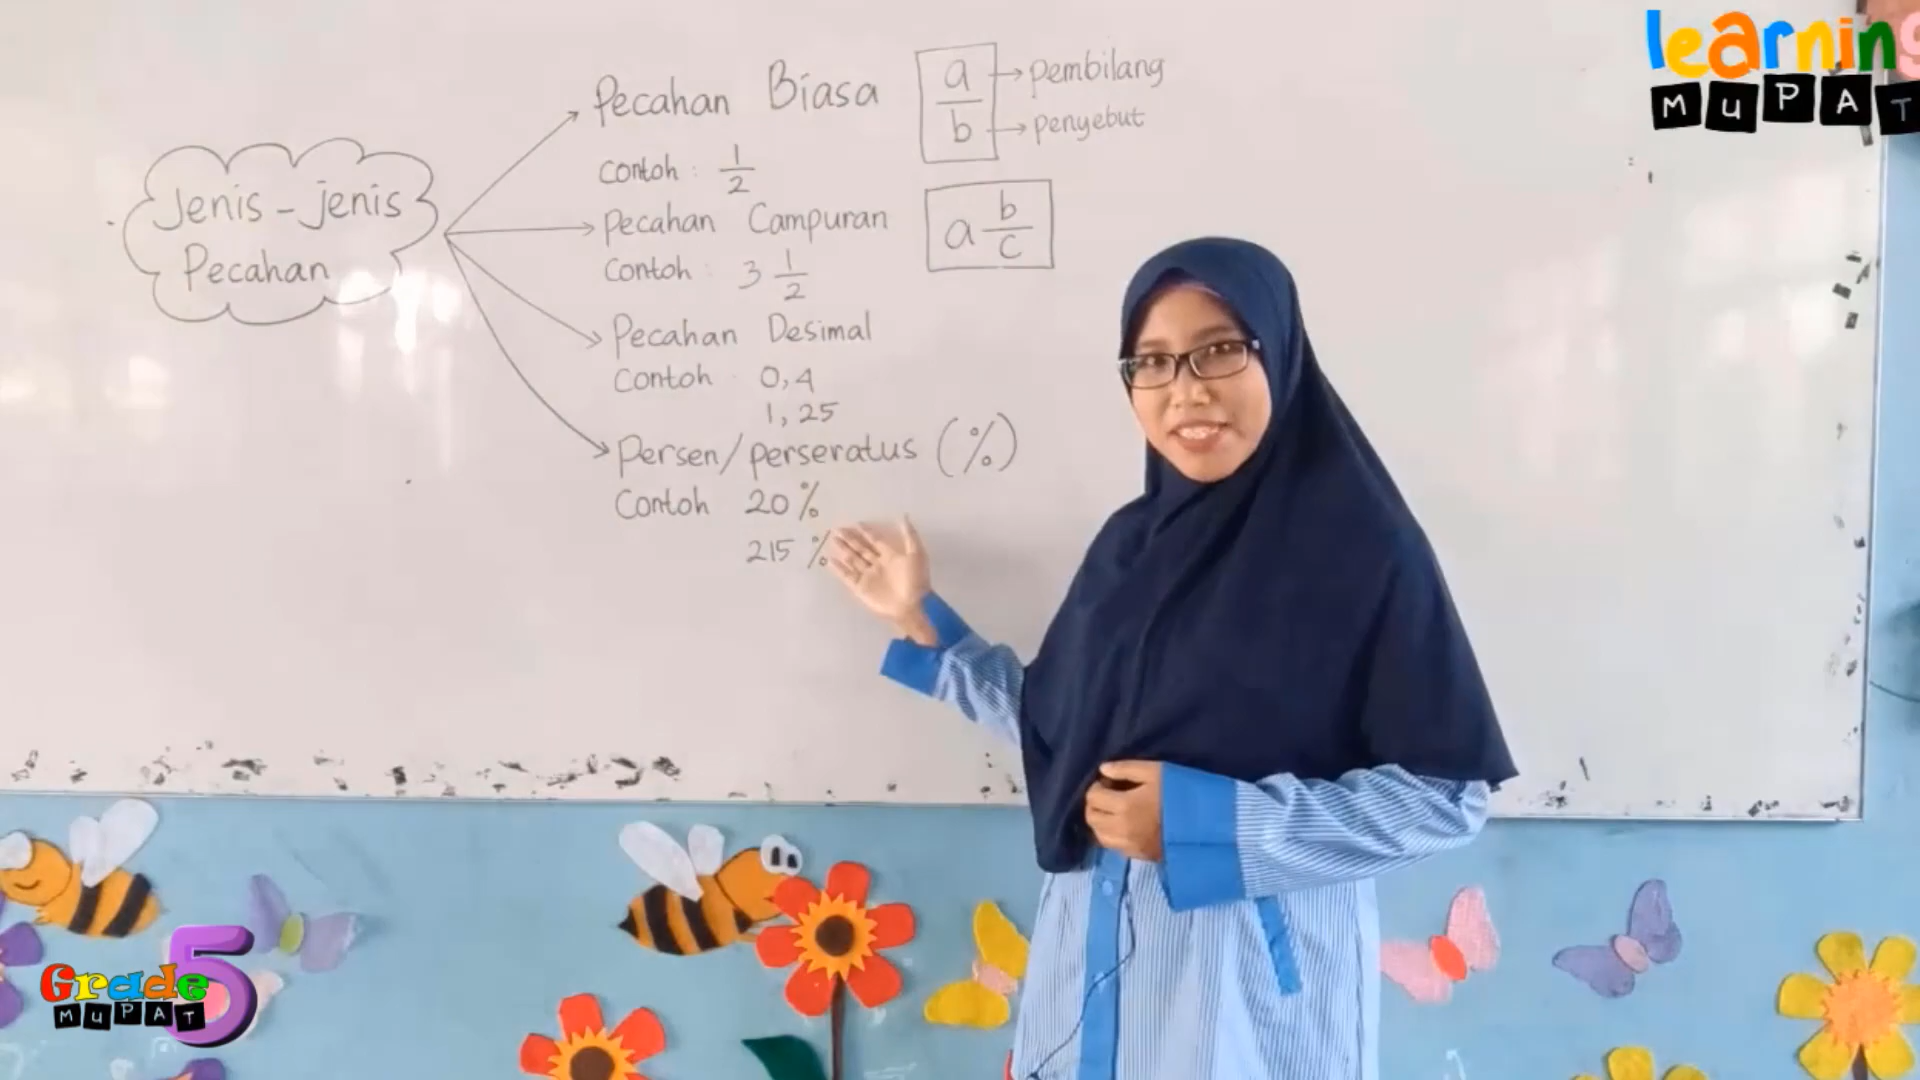 Jenis-jenis
Pecahan
Pecahan Biasa
a/b
pembilang
penyebut
Contoh : 1/2
Pecahan Campuran
a b/c
Contoh : 3 1/2
Pecahan Desimal
Contoh 0,4
1,25
Persen/perseratus (%)
Contoh 20%
215 %
learning
MUPAT
Grade 5
MUPAT